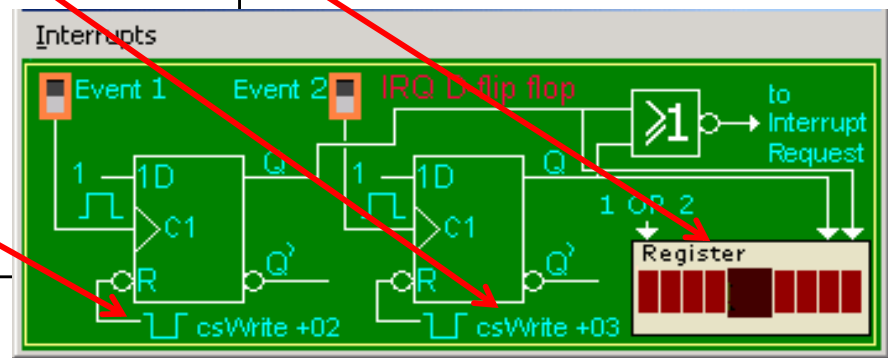 Interrupts
Event 1
Event 2
IRQ D flip flop
≥1
to
Interrupt
Request
1
1D
Q
C1
R
Q`
csWrite +02
1
1D
Q
C1
R
Q`
csWrite +03
1 OR 2
Register